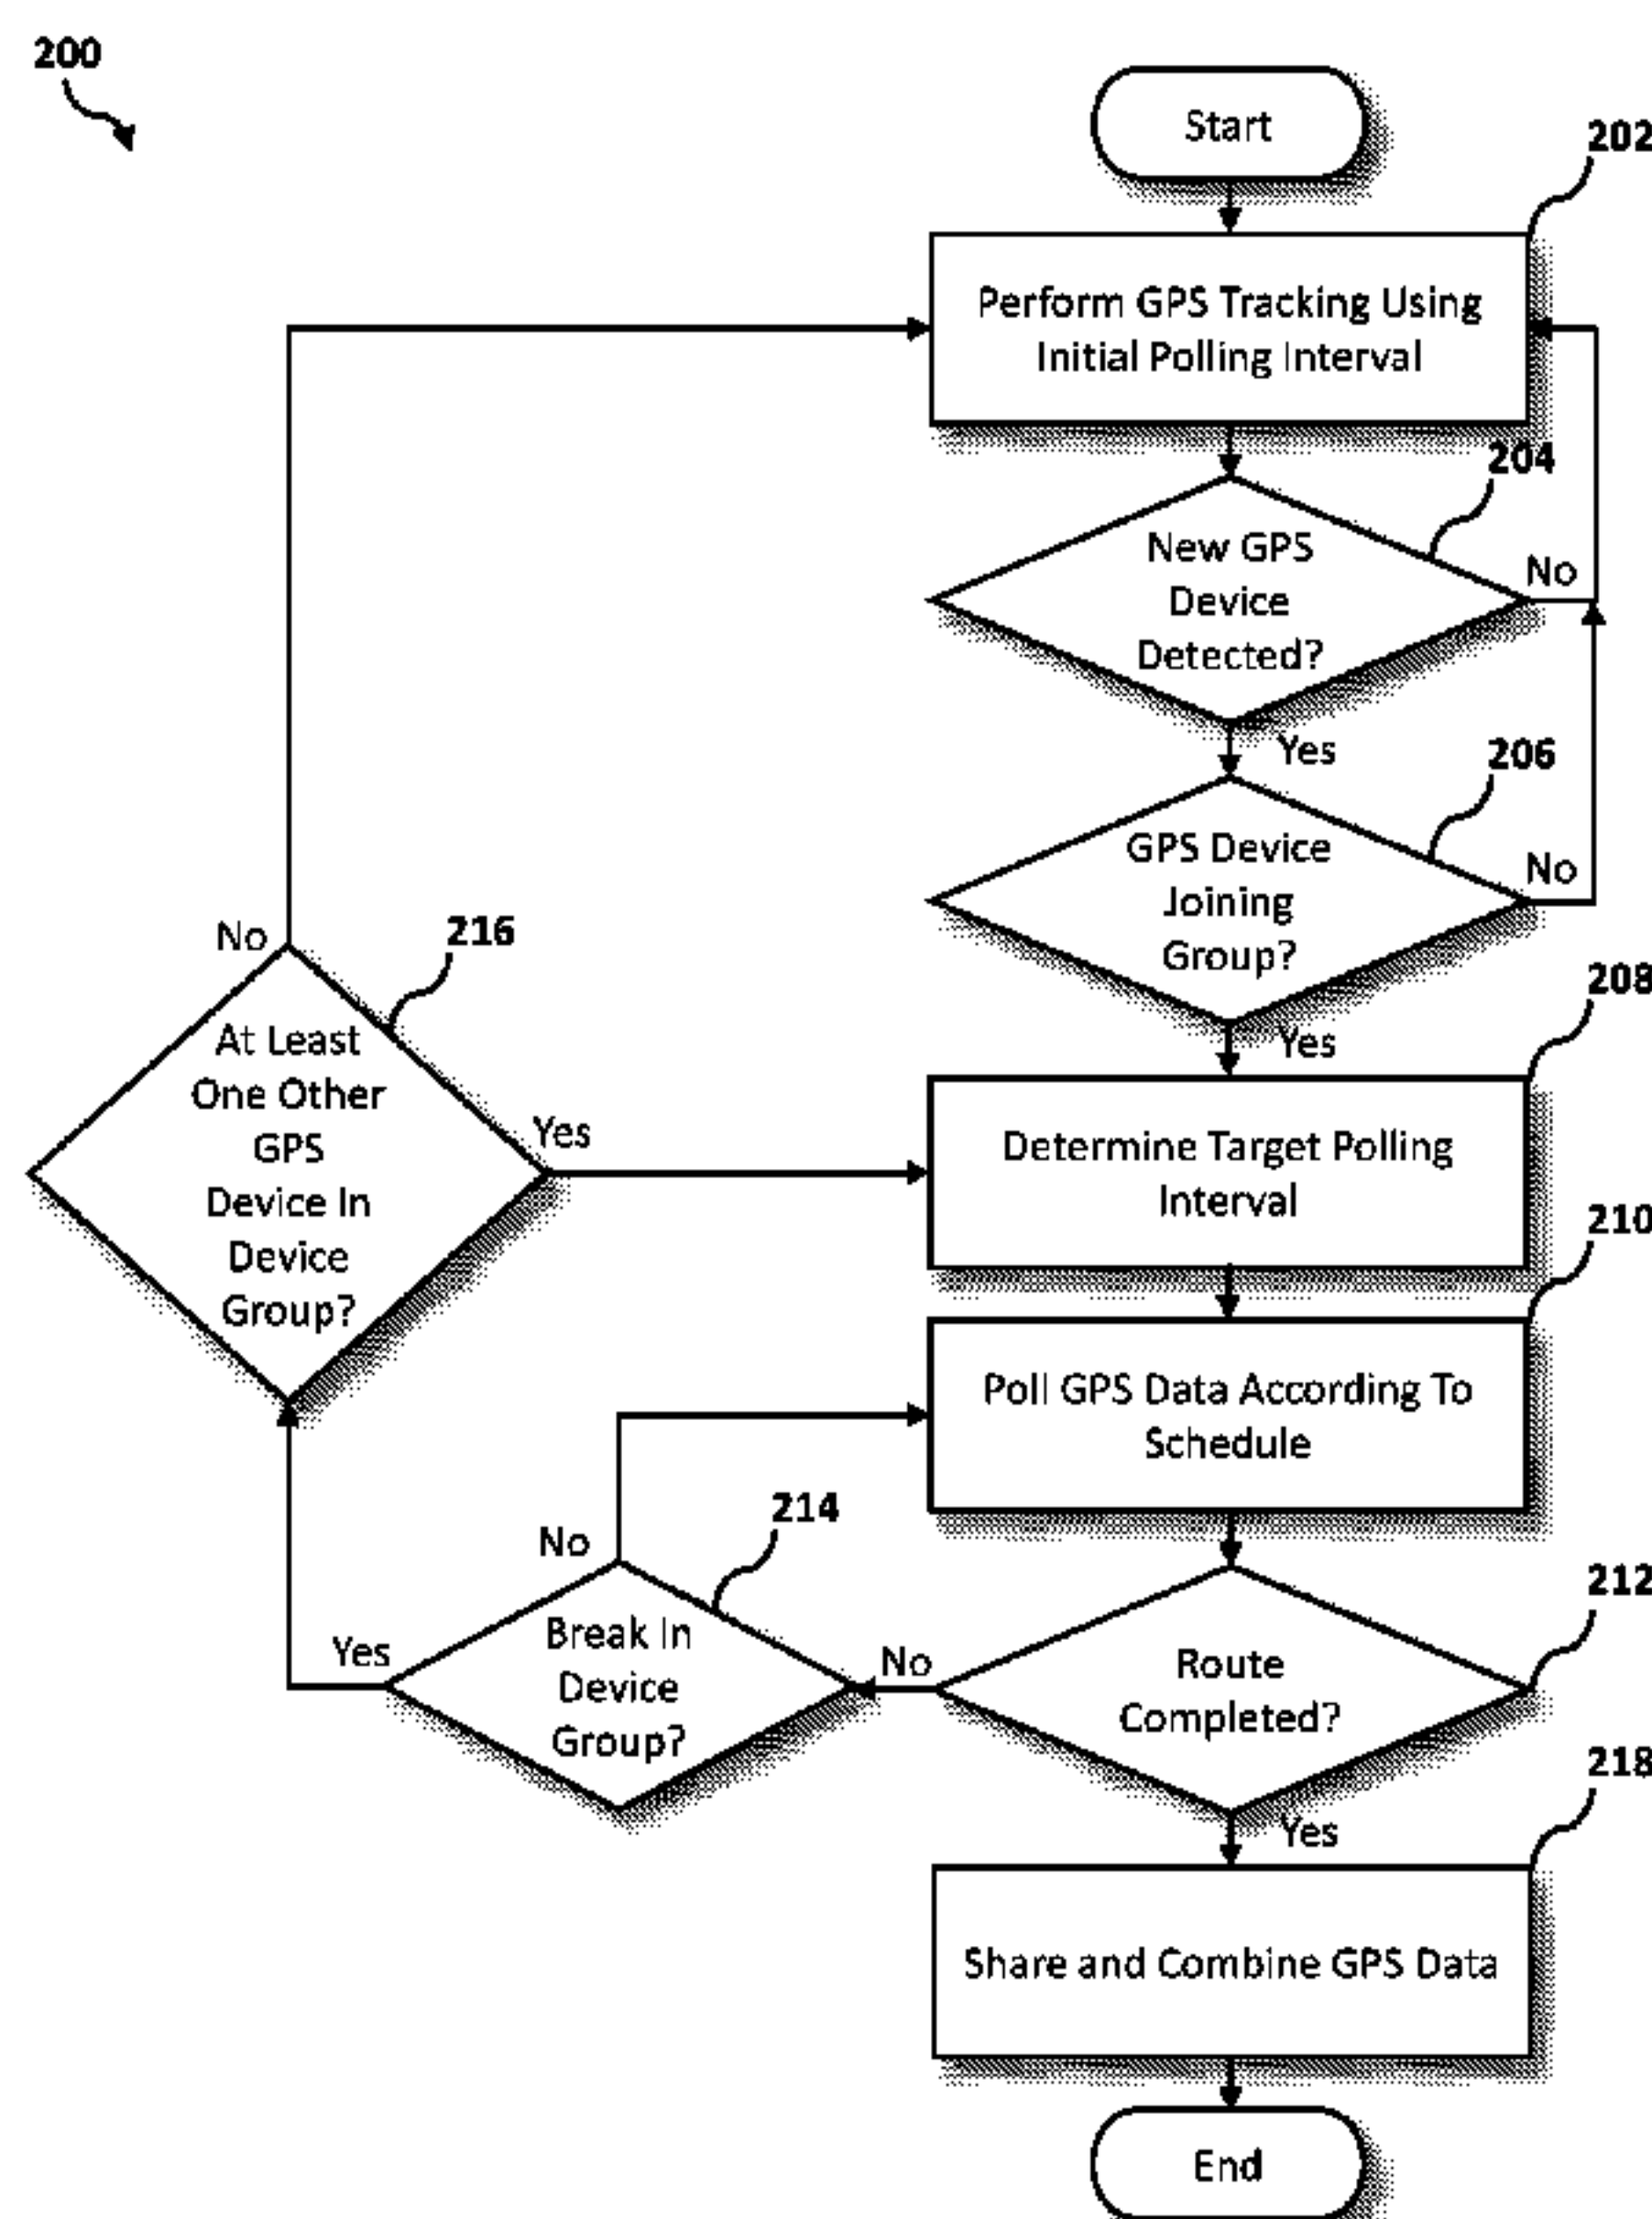 200
Start
202
Perform GPS Tracking Using
Initial Polling Interval
204
New GPS
Device
Detected?
No
Yes
206
GPS Device
Joining
Group?
No
Yes
208
Determine Target Polling
Interval
216
No
At Least
One Other
GPS
Device In
Device
Group?
Yes
210
Poll GPS Data According To
Schedule
212
Route
Completed?
No
Yes
214
No
Break In
Device
Group?
Yes
218
Share and Combine GPS Data
End